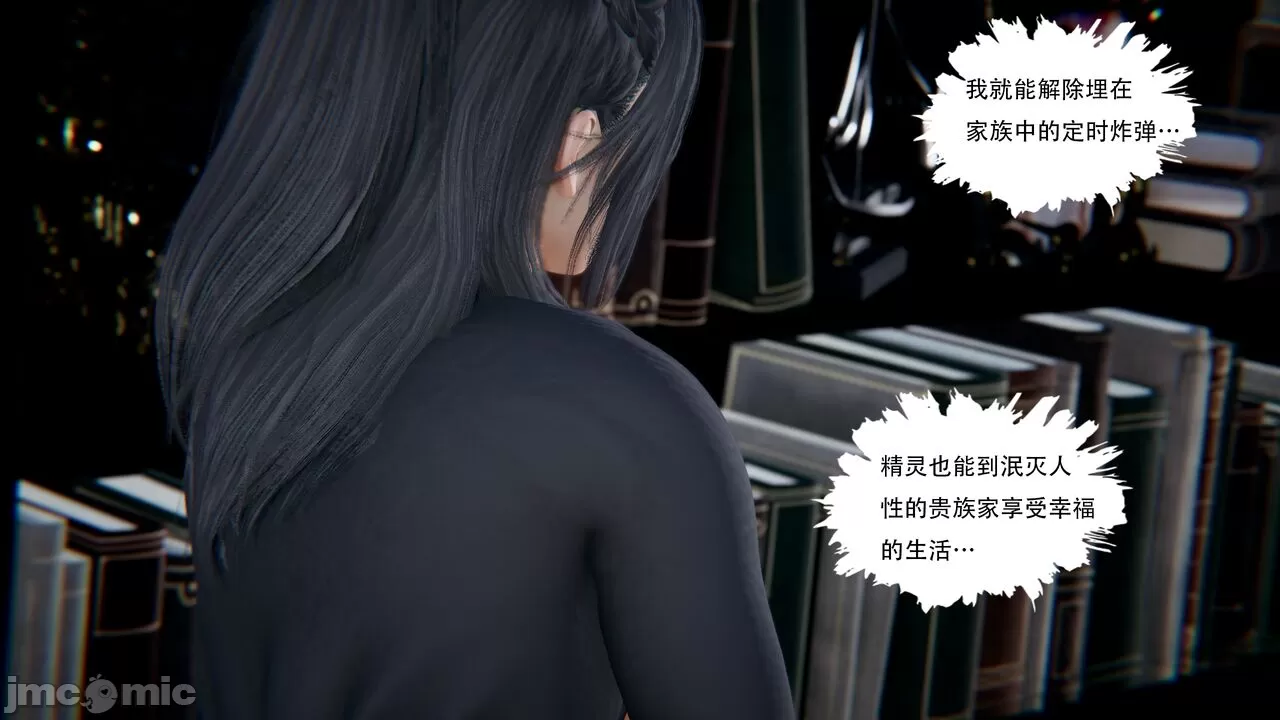 我就能解除埋在
家族中的定时炸弹…
精灵也能到泯灭人
性的贵族家享受幸福
的生活…
jmcomic